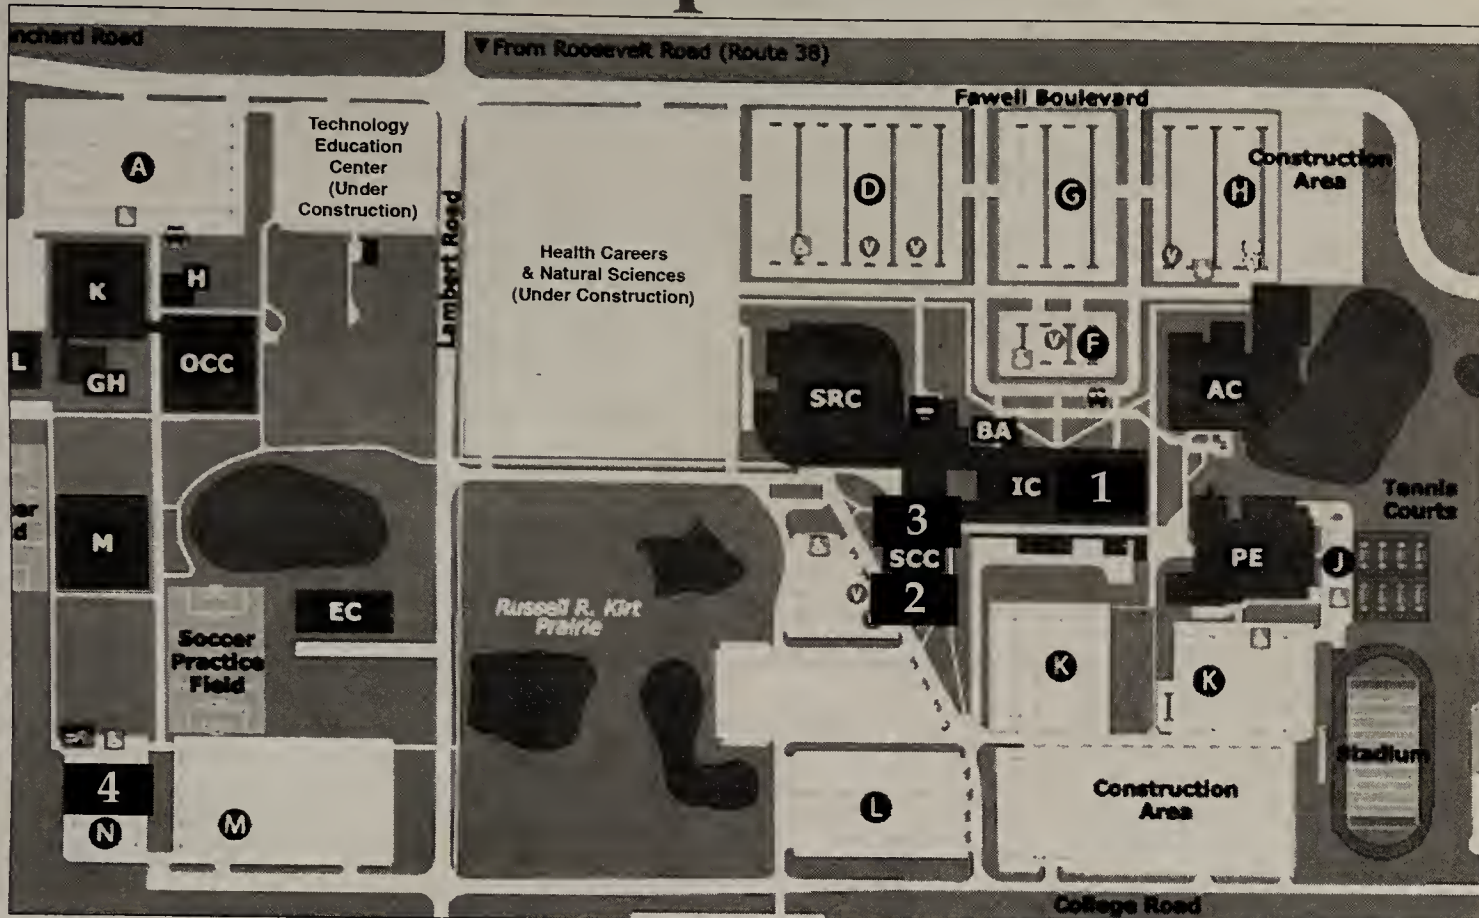 ▼From Roosevelt Road (Route 38)
Fawell Boulevard
Technology
Education
Center
(Under
Construction)
A
Lambert Road
Health Careers
& Natural Sciences
(Under Construction)
D
V
V
G
H
V
Construction
Area
K
H
L
GH
OCC
SRC
V
F
BA
AC
IC
1
3
SCC
V
2
PE
J
Tennis
Courts
M
EC
Soccer
Practice
Field
Russell R. Kirt
Prairie
K
K
Stadium
4
N
M
L
Construction
Area
College Road